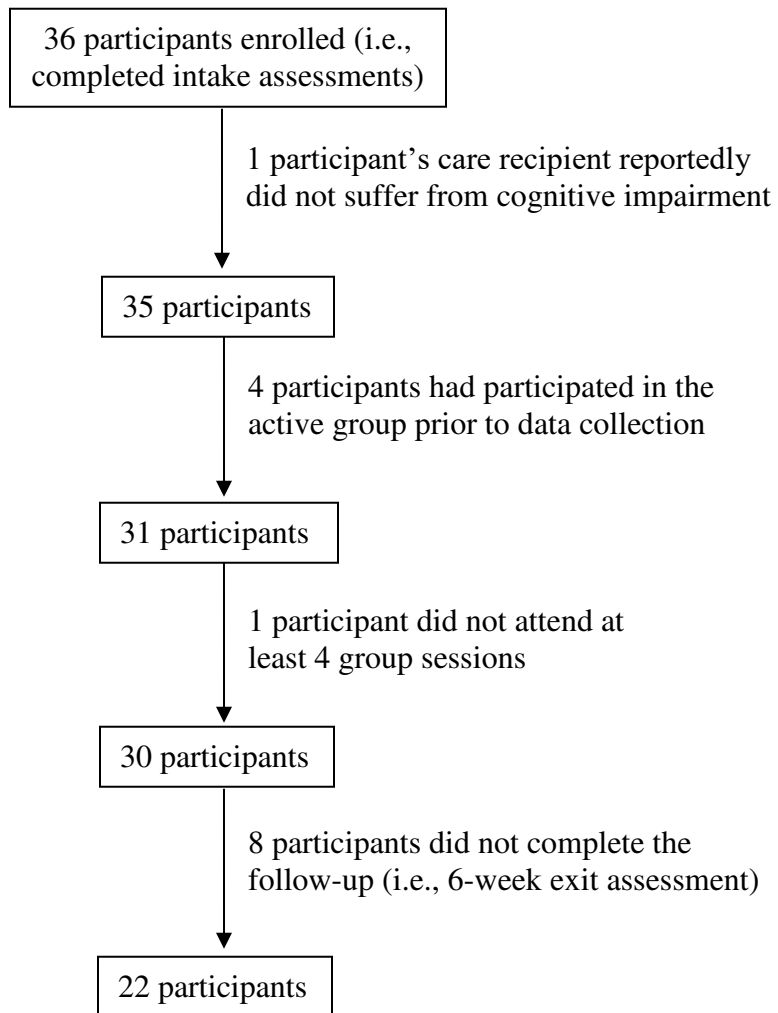 36 participants enrolled (i.e.,
completed intake assessments)
1 participant’s care recipient reportedly
did not suffer from cognitive impairment
35 participants
4 participants had participated in the
active group prior to data collection
31 participants
1 participant did not attend at
least 4 group sessions
30 participants
8 participants did not complete the
follow-up (i.e., 6-week exit assessment)
22 participants